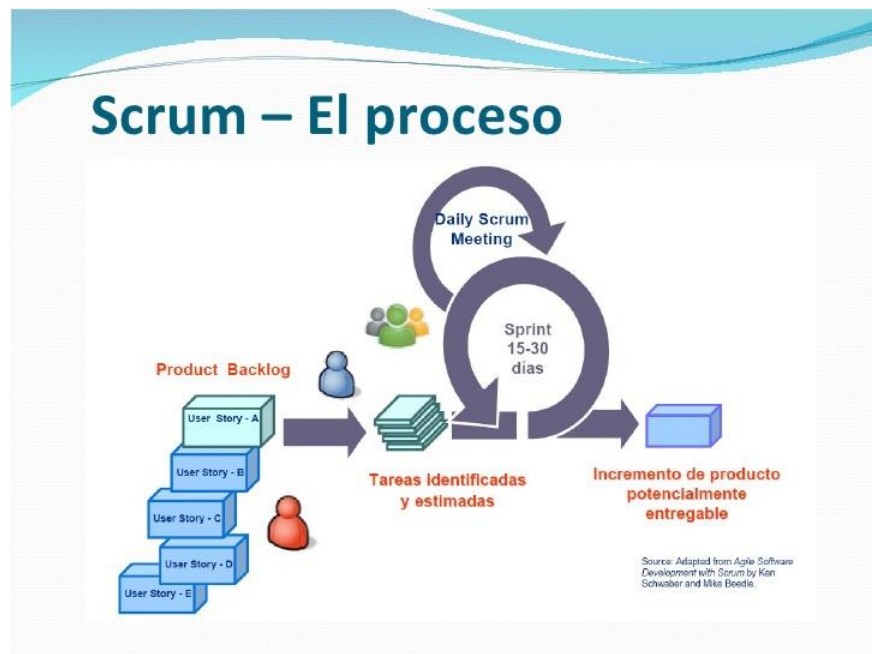 Scrum – El proceso
Daily Scrum
Meeting
Sprint
15-30
días
Product Backlog
User Story - A
User Story - B
User Story - C
User Story - D
User Story - E
Tareas identificadas
y estimadas
Incremento de producto
potencialmente
entregable
Source: Adapted from Agile Software
Development with Scrum by Ken
Schwaber and Mike Beedle.